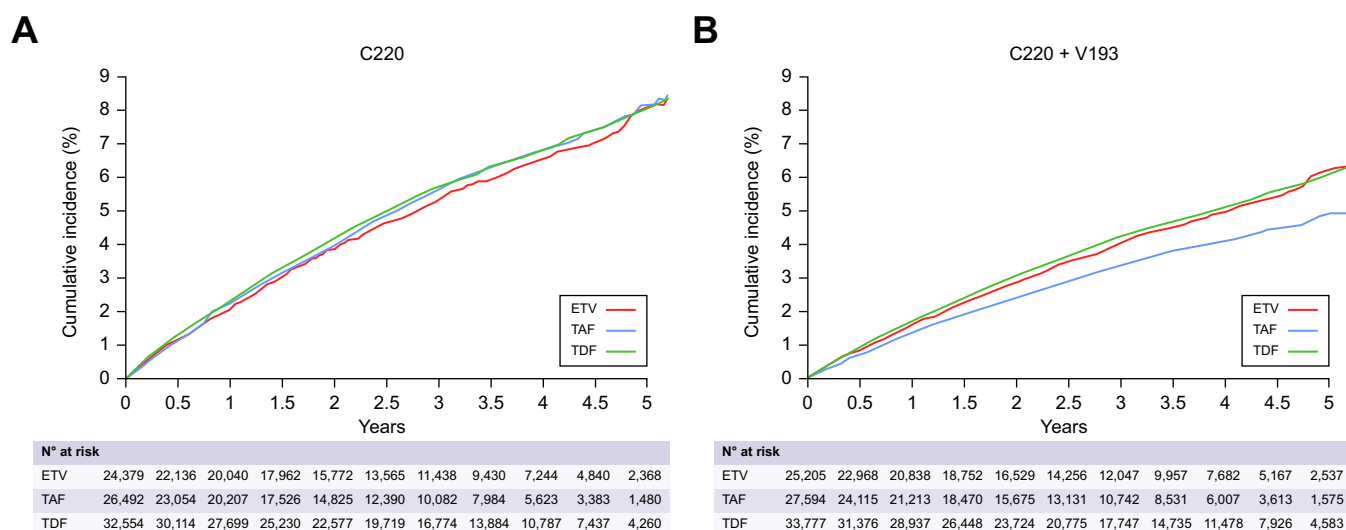 A
C220
Cumulative incidence (%)
9
8
7
6
5
4
3
2
1
0
ETV
TAF
TDF
0 0.5 1 1.5 2 2.5 3 3.5 4 4.5 5
Years
N° at risk
ETV 24,379 22,136 20,040 17,962 15,772 13,565 11,438 9,430 7,244 4,840 2,368
TAF 26,492 23,054 20,207 17,526 14,825 12,390 10,082 7,984 5,623 3,383 1,480
TDF 32,554 30,114 27,699 25,230 22,577 19,719 16,774 13,884 10,787 7,437 4,260
B
C220 + V193
Cumulative incidence (%)
9
8
7
6
5
4
3
2
1
0
ETV
TAF
TDF
0 0.5 1 1.5 2 2.5 3 3.5 4 4.5 5
Years
N° at risk
ETV 25,205 22,968 20,838 18,752 16,529 14,256 12,047 9,957 7,682 5,167 2,537
TAF 27,594 24,115 21,213 18,470 15,675 13,131 10,742 8,531 6,007 3,613 1,575
TDF 33,777 31,376 28,937 26,448 23,724 20,775 17,747 14,735 11,478 7,926 4,583